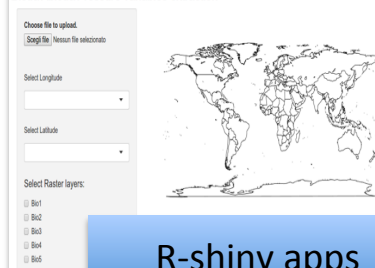 Choose file to upload.
Scegli file Nessun file selezionato
Select Longitude
Select Latitude
Select Raster layers:
Bio1
Bio2
Bio3
Bio4
Bio5
R-shiny apps